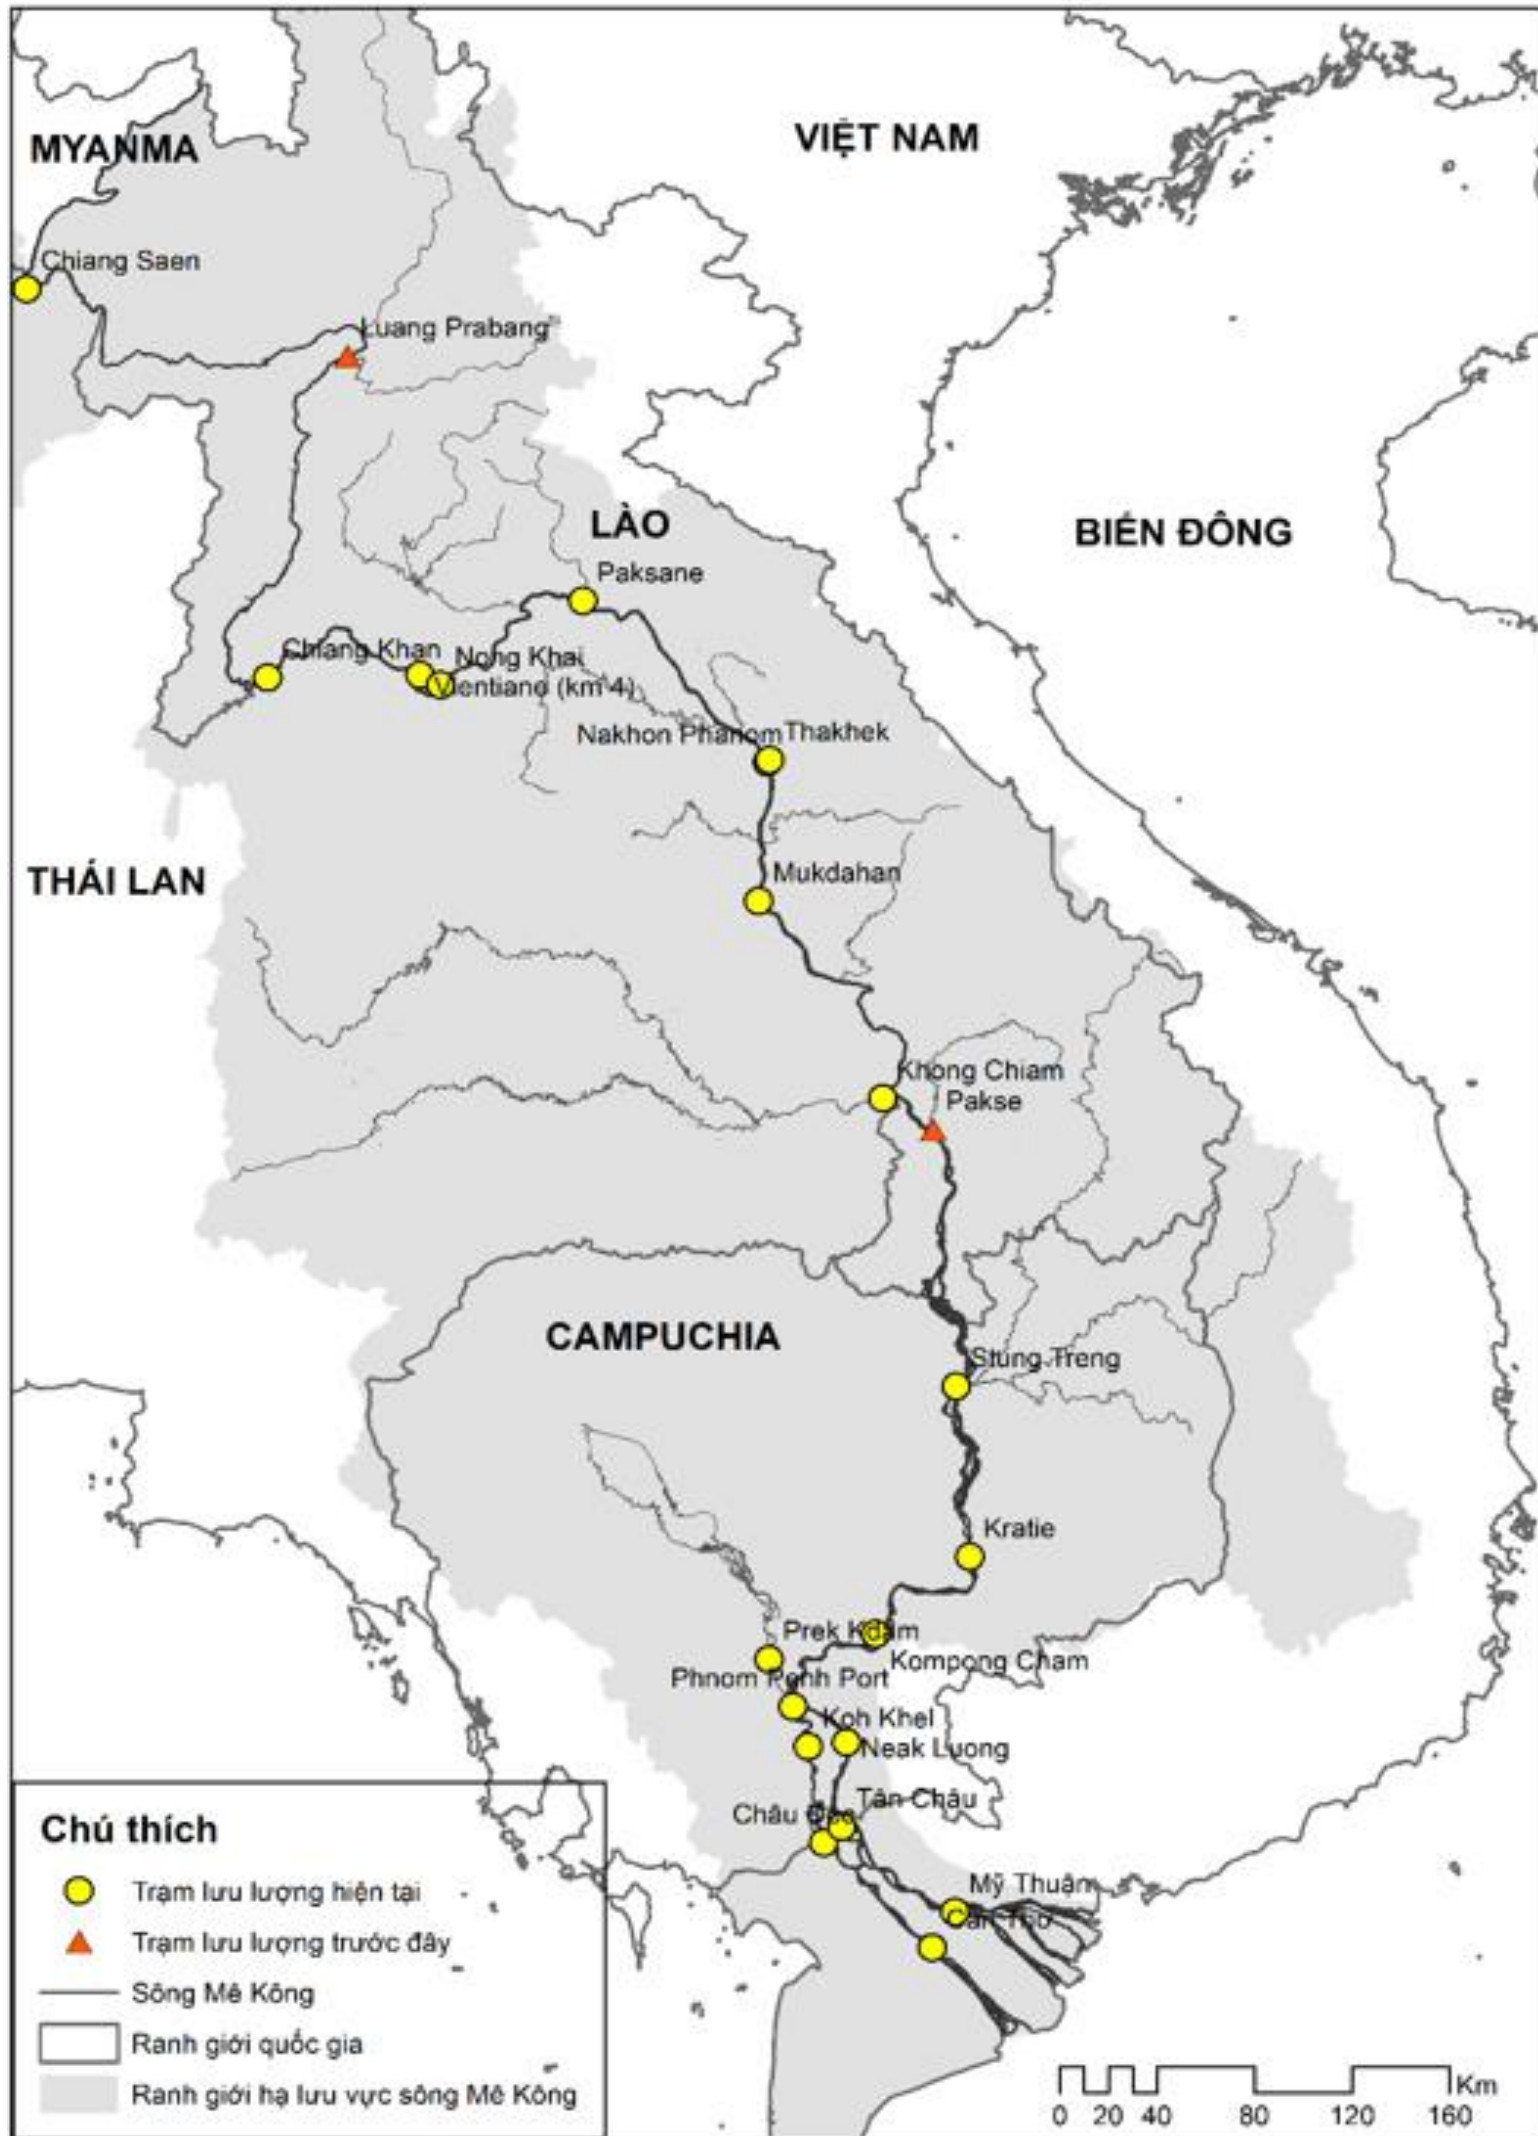 MYANMA
VIỆT NAM
Chiang Saen
Luang Prabang
LÀO
BIỂN ĐÔNG
Paksane
Chiang Khan
Nong Khai
Vientiane (km 4)
Nakhon Phanom
Thakhek
THÁI LAN
Mukdahan
Khong Chiam
Pakse
CAMPUCHIA
Stung Treng
Kratie
Prek Kdam
Kompong Cham
Phnom Penh Port
Koh Khel
Neak Luong
Tân Châu
Châu Đốc
Mỹ Thuận
Cần Thơ
Chú thích
Trạm lưu lượng hiện tại
Trạm lưu lượng trước đây
Sông Mê Kông
Ranh giới quốc gia
Ranh giới hạ lưu vực sông Mê Kông
Km
0 20 40 80 120 160